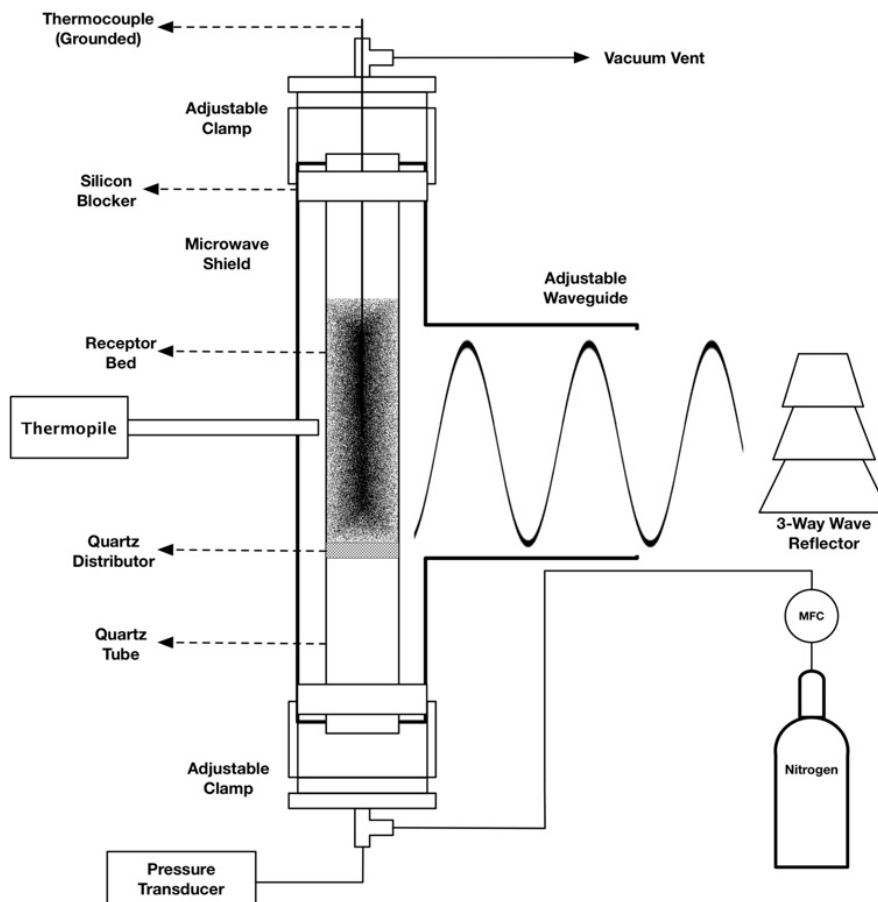 Thermocouple
(Grounded)
Vacuum Vent
Adjustable
Clamp
Silicon
Blocker
Microwave
Shield
Adjustable
Waveguide
Receptor
Bed
Thermopile
3-Way Wave
Reflector
Quartz
Distributor
MFC
Quartz
Tube
Nitrogen
Adjustable
Clamp
Pressure
Transducer